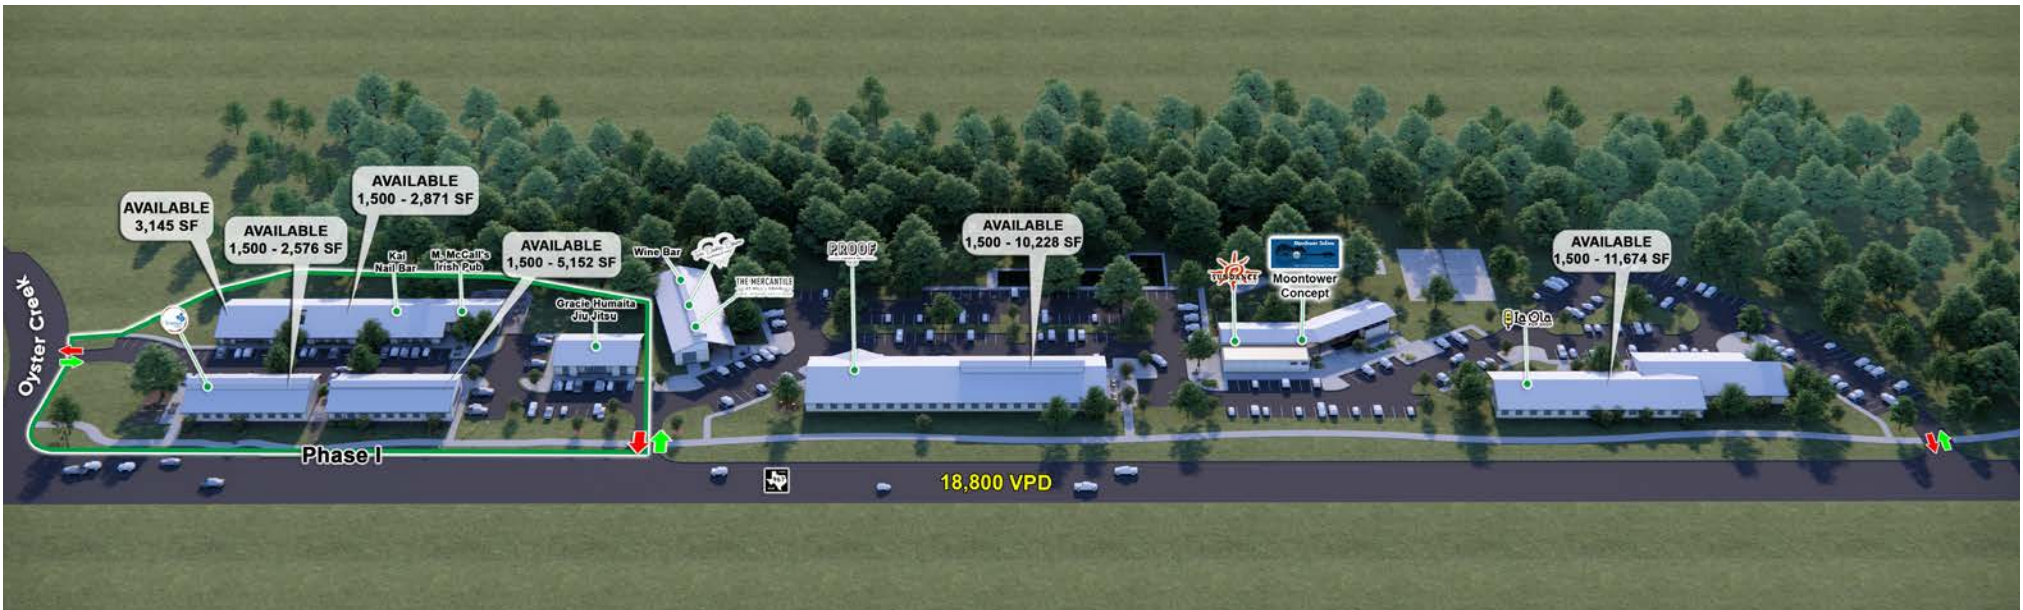 AVAILABLE
3,145 SF
AVAILABLE
1,500 - 2,576 SF
AVAILABLE
1,500 - 2,871 SF
Kai
Nail Bar
M. McCall's
Irish Pub
AVAILABLE
1,500 - 5,152 SF
Gracie Humaita
Jiu Jitsu
Wine Bar
THE MERCANTILE
PROOF
AVAILABLE
1,500 - 10,228 SF
SUNDANCE
Moontower
Concept
la Ola
AVAILABLE
1,500 - 11,674 SF
Oyster Creek
Phase I
18,800 VPD